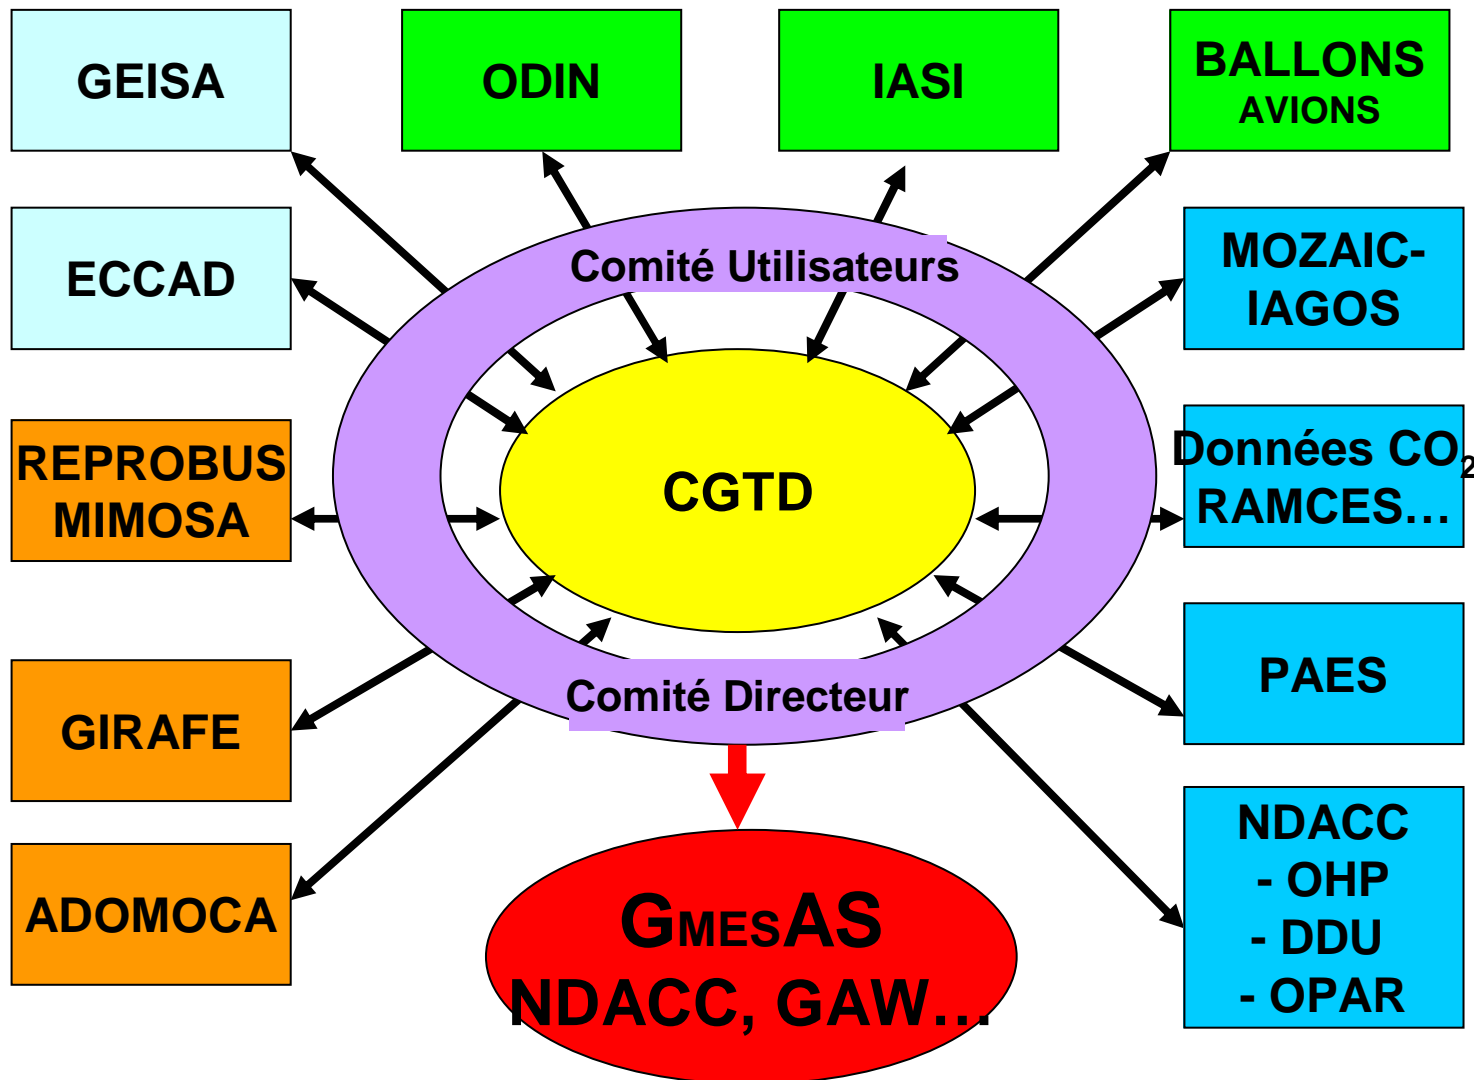 GEISA
ODIN
IASI
BALLONS
AVIONS
ECCAD
Comité Utilisateurs
MOZAIC-
IAGOS
REPROBUS
MIMOSA
CGTD
Données CO₂
RAMCES...
GIRAFE
Comité Directeur
PAES
ADOMOCA
GMESAS
NDACC, GAW...
NDACC
- OHP
- DDU
- OPAR